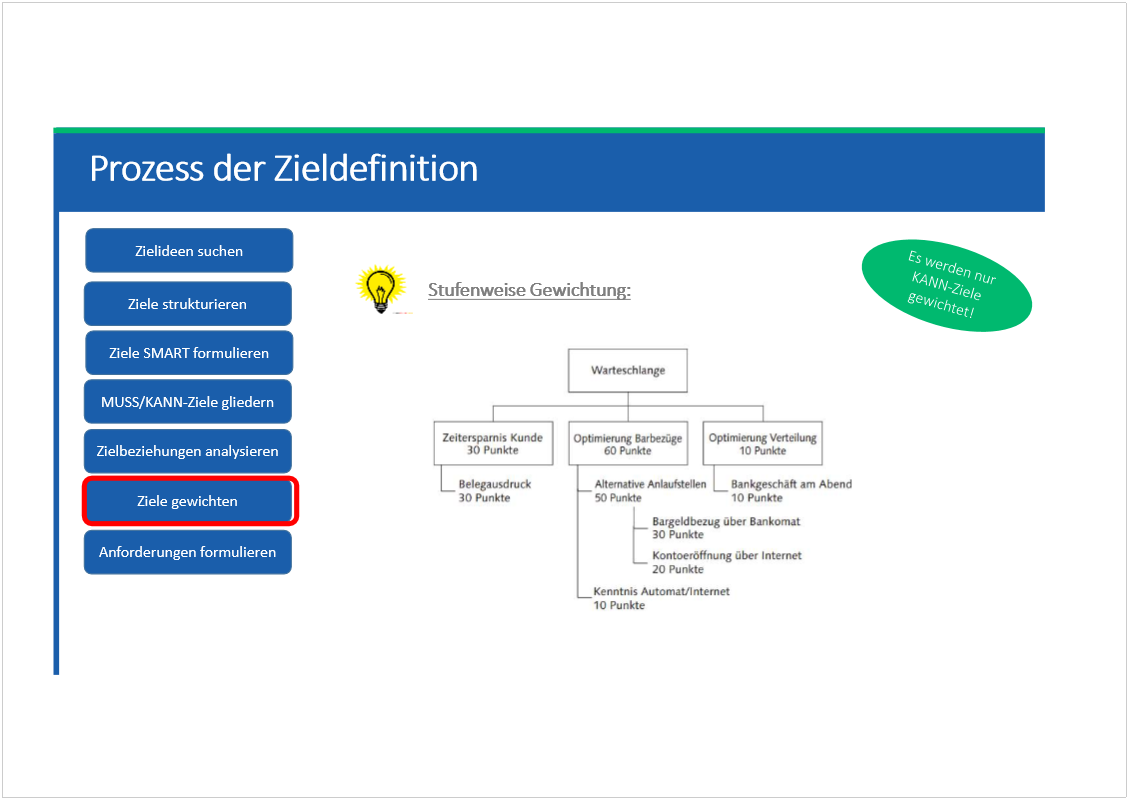 Prozess der Zieldefinition
Zielideen suchen
Ziele strukturieren
Ziele SMART formulieren
MUSS/KANN-Ziele gliedern
Zielbeziehungen analysieren
Ziele gewichten
Anforderungen formulieren
Stufenweise Gewichtung:
Es werden nur
KANN-Ziele
gewichtet!
Warteschlange
Zeitersparnis Kunde
30 Punkte
Belegausdruck
30 Punkte
Optimierung Barbezüge
60 Punkte
Alternative Anlaufstellen
50 Punkte
Bargeldbezug über Bankomat
30 Punkte
Kontoeröffnung über Internet
20 Punkte
Kenntnis Automat/Internet
10 Punkte
Optimierung Verteilung
10 Punkte
Bankgeschäft am Abend
10 Punkte